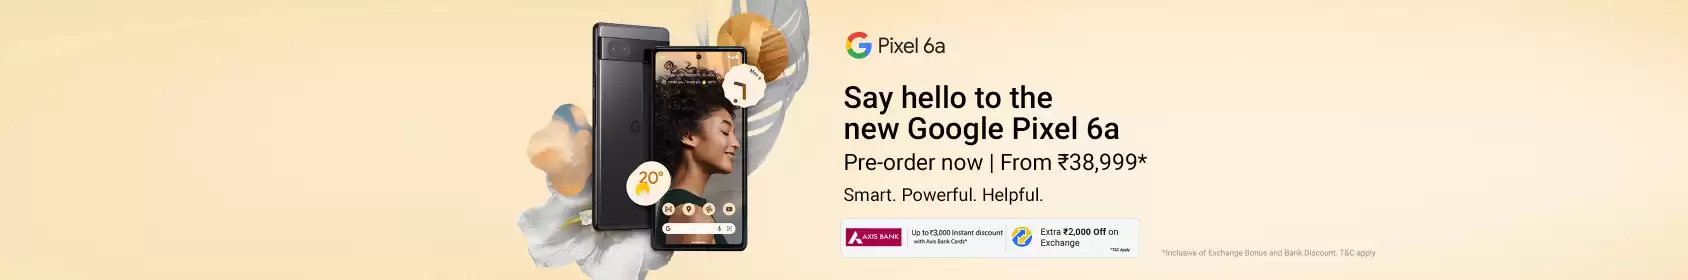 Pixel 6a
Say hello to the
new Google Pixel 6a
Pre-order now | From ₹38,999*
Smart. Powerful. Helpful.
AXIS BANK
Up to ₹3,000 Instant discount
with Axis Bank Cards*
Extra ₹2,000 Off on
Exchange
*T&C Apply
*Inclusive of Exchange Bonus and Bank Discount. T&C apply
20°